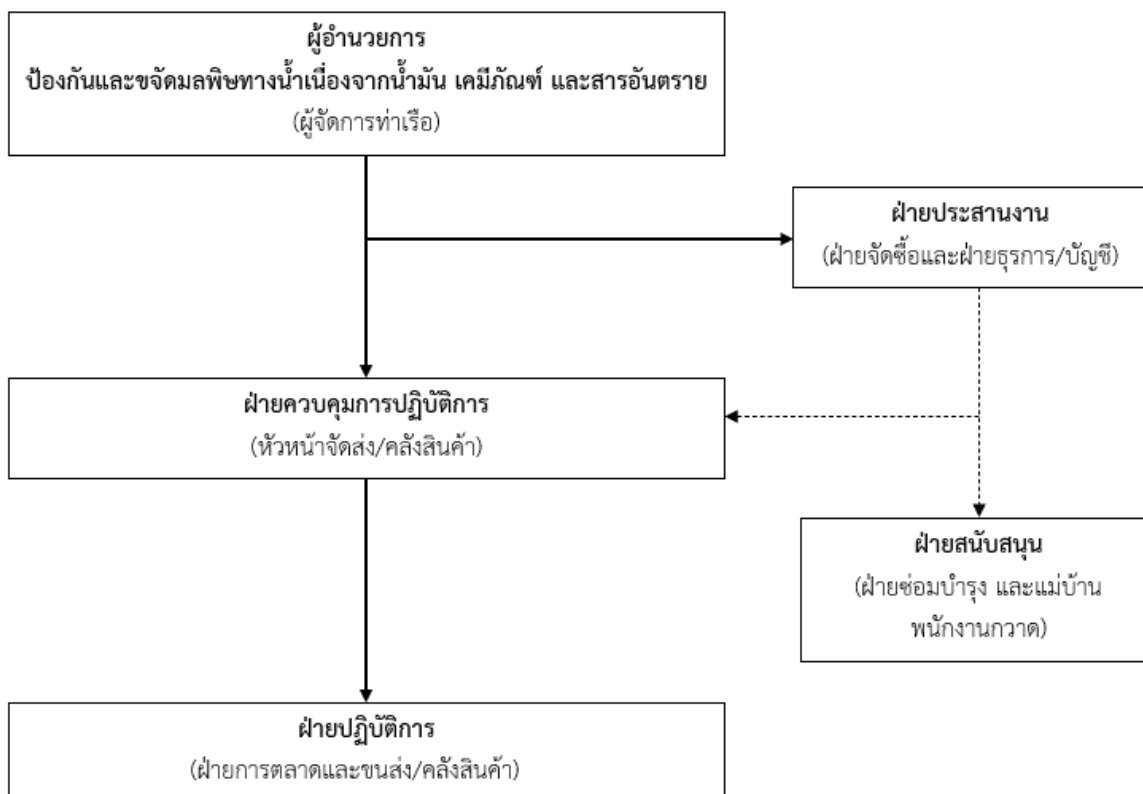 ผู้อำนวยการ
ป้องกันและขจัดมลพิษทางน้ำเนื่องจากน้ำมัน เคมีภัณฑ์ และสารอันตราย
(ผู้จัดการท่าเรือ)
ฝ่ายประสานงาน
(ฝ่ายจัดซื้อและฝ่ายธุรการ/บัญชี)
ฝ่ายควบคุมการปฏิบัติการ
(หัวหน้าจัดส่ง/คลังสินค้า)
ฝ่ายสนับสนุน
(ฝ่ายซ่อมบำรุง และแม่บ้าน
พนักงานกวาด)
ฝ่ายปฏิบัติการ
(ฝ่ายการตลาดและขนส่ง/คลังสินค้า)